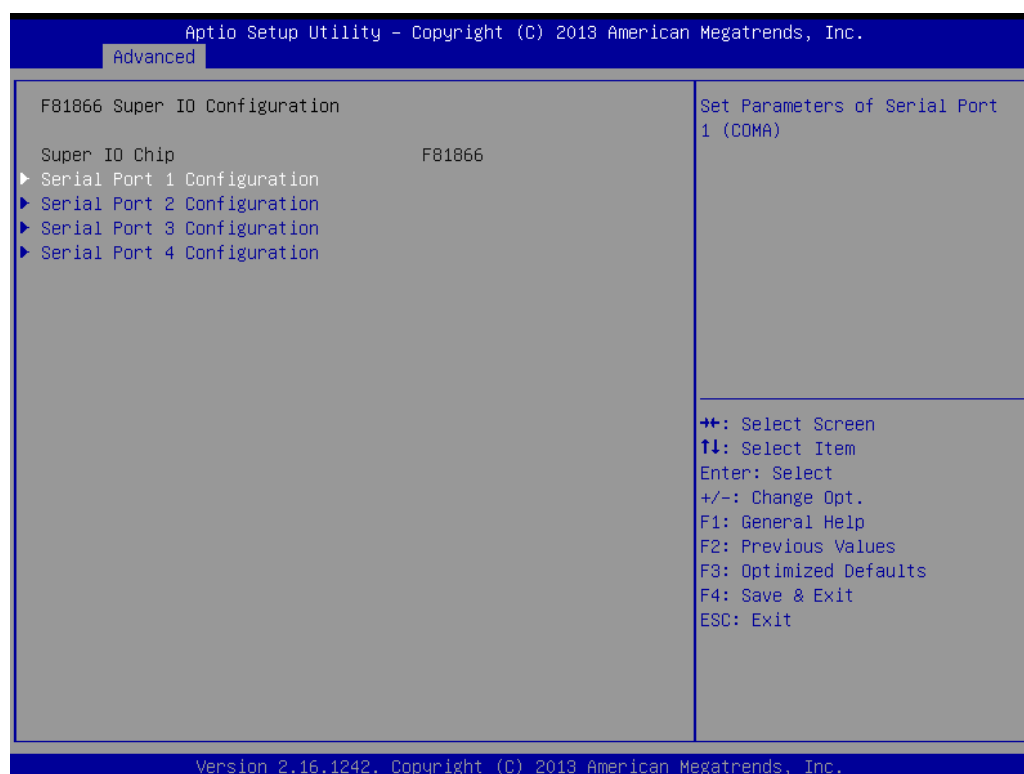 Aptio Setup Utility – Copyright (C) 2013 American Megatrends, Inc.
Advanced
F81866 Super IO Configuration
Super IO Chip F81866
Serial Port 1 Configuration
Serial Port 2 Configuration
Serial Port 3 Configuration
Serial Port 4 Configuration
Set Parameters of Serial Port
1 (COMA)
→←: Select Screen
↑↓: Select Item
Enter: Select
+/-: Change Opt.
F1: General Help
F2: Previous Values
F3: Optimized Defaults
F4: Save & Exit
ESC: Exit
Version 2.16.1242. Copyright (C) 2013 American Megatrends, Inc.